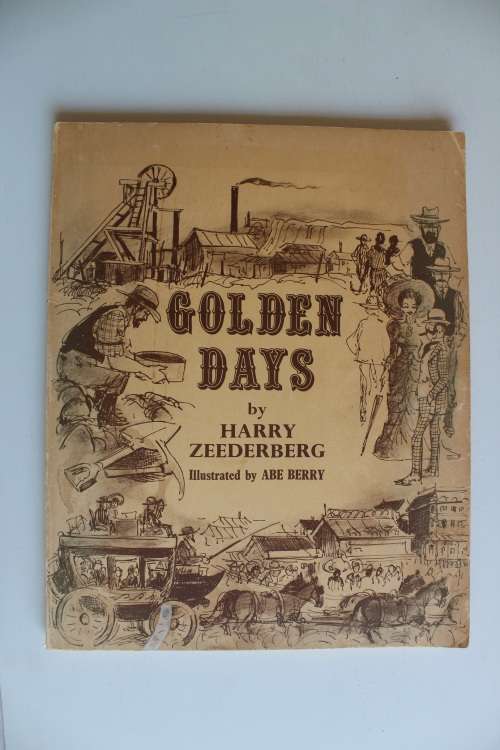 GOLDEN
DAYS
by
HARRY
ZEEDERBERG
Illustrated by ABE BERRY